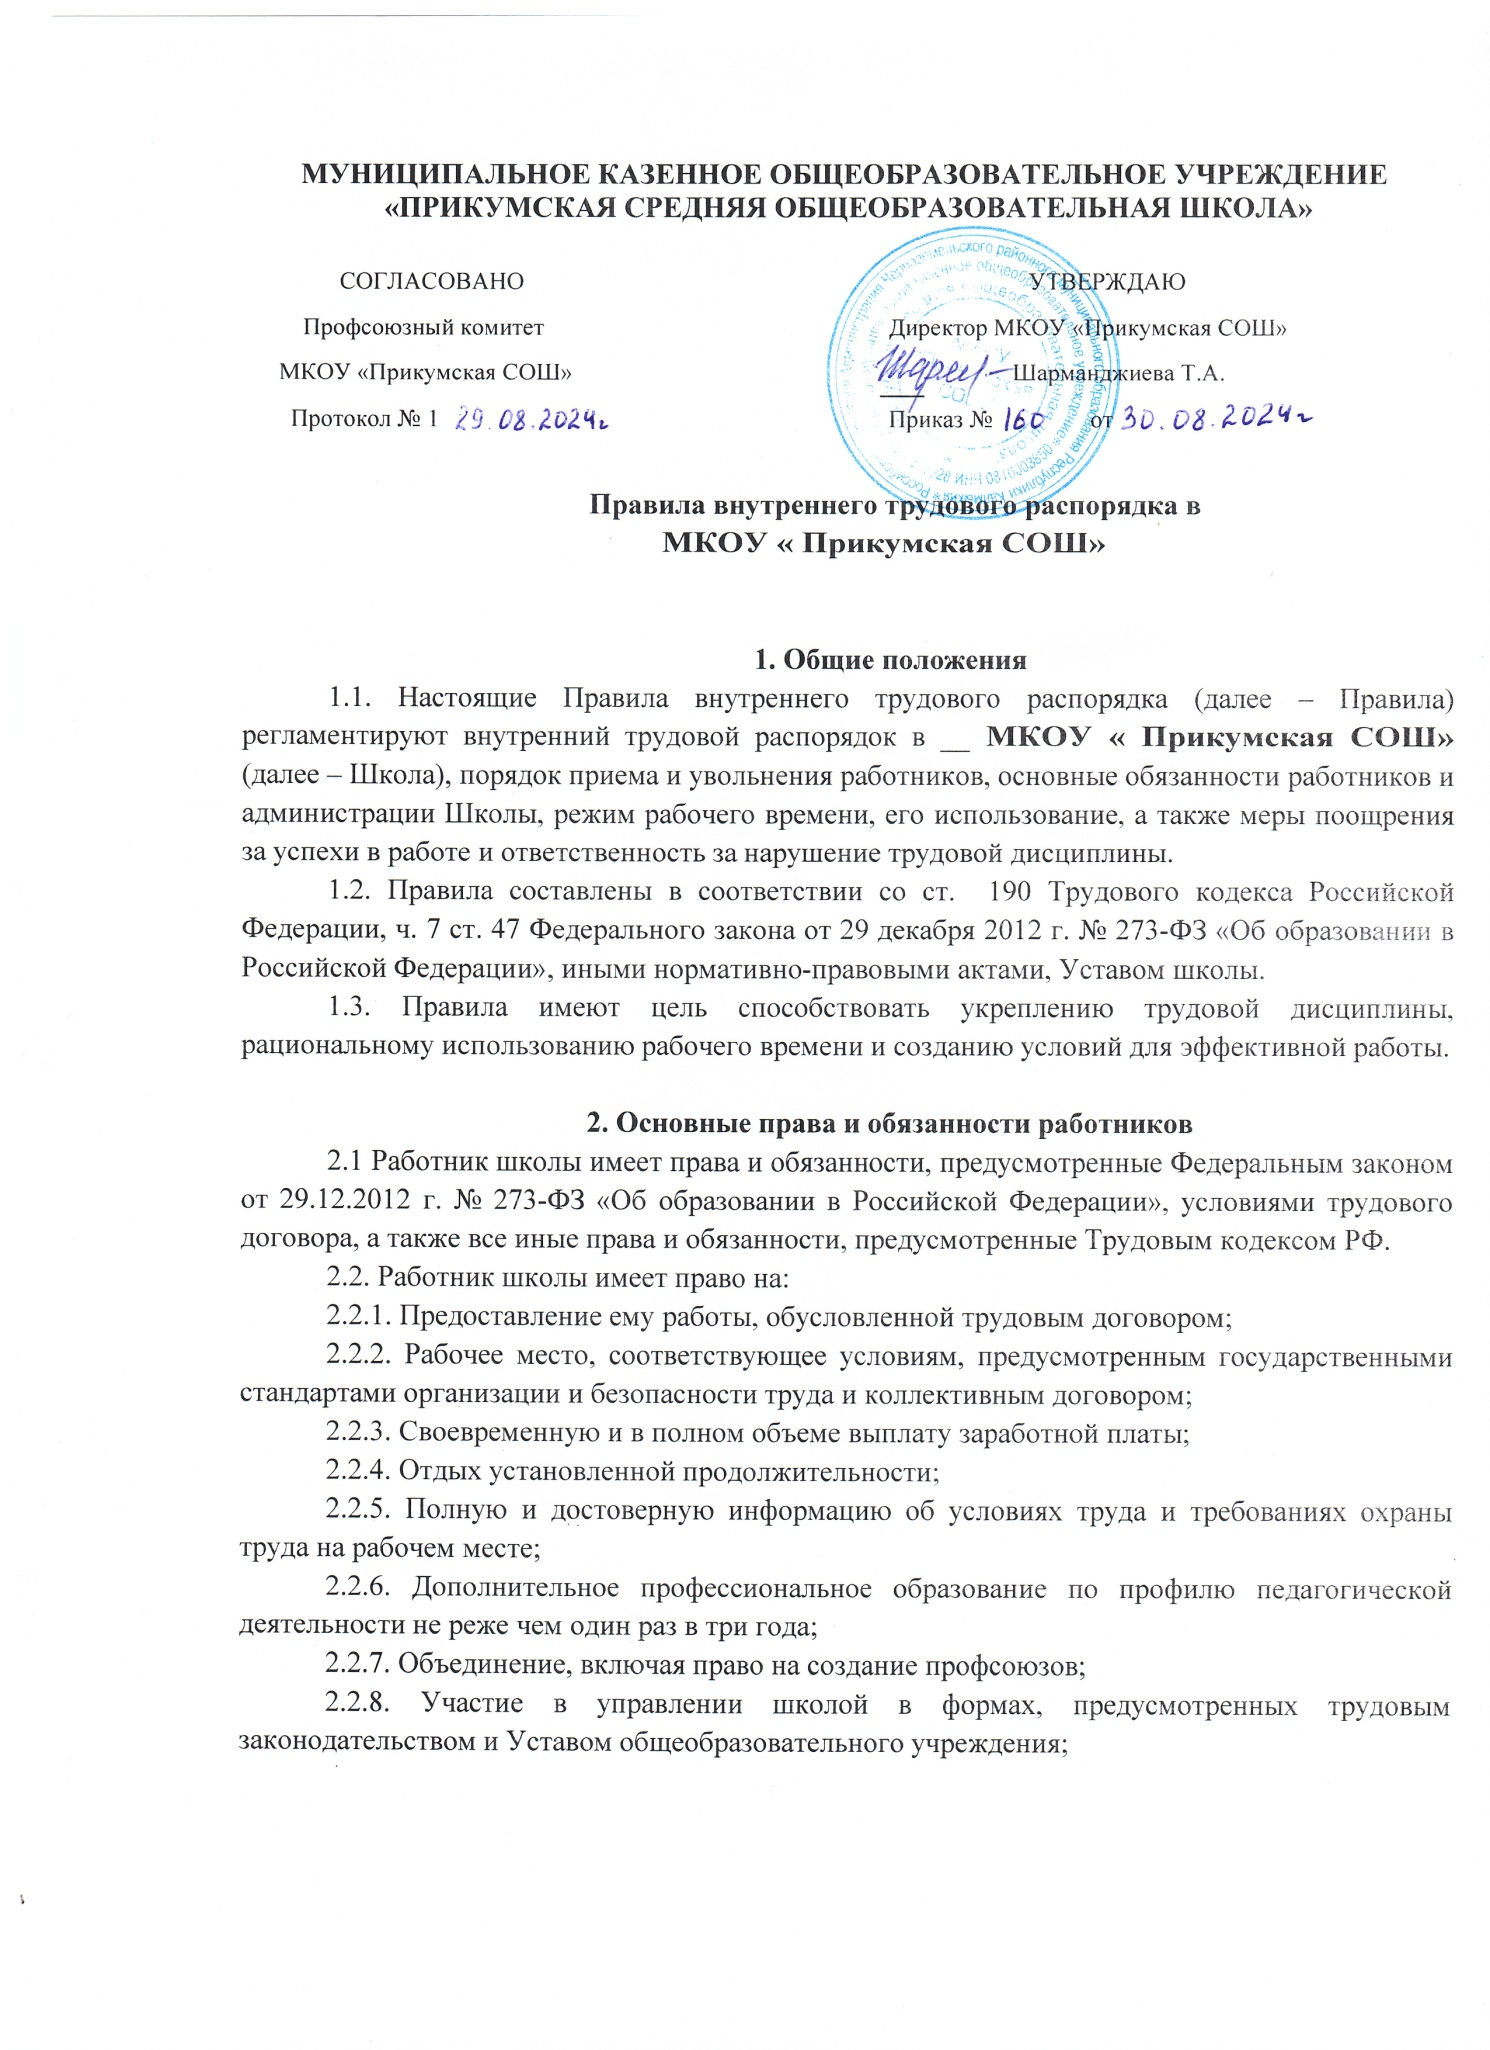 МУНИЦИПАЛЬНОЕ КАЗЕННОЕ ОБЩЕОБРАЗОВАТЕЛЬНОЕ УЧРЕЖДЕНИЕ
«ПРИКУМСКАЯ СРЕДНЯЯ ОБЩЕОБРАЗОВАТЕЛЬНАЯ ШКОЛА»
СОГЛАСОВАНО
Профсоюзный комитет
МКОУ «Прикумская СОШ»
Протокол № 1 29.08.2024г
УТВЕРЖДАЮ
Директор МКОУ «Прикумская СОШ»
Шарманджиева Т.А.
Приказ № 160 от 30.08.2024г
Правила внутреннего трудового распорядка в
МКОУ « Прикумская СОШ»
1. Общие положения
1.1. Настоящие Правила внутреннего трудового распорядка (далее – Правила)
регламентируют внутренний трудовой распорядок в __ МКОУ « Прикумская СОШ»
(далее – Школа), порядок приема и увольнения работников, основные обязанности работников и
администрации Школы, режим рабочего времени, его использование, а также меры поощрения
за успехи в работе и ответственность за нарушение трудовой дисциплины.
1.2. Правила составлены в соответствии со ст. 190 Трудового кодекса Российской
Федерации, ч. 7 ст. 47 Федерального закона от 29 декабря 2012 г. № 273-ФЗ «Об образовании в
Российской Федерации», иными нормативно-правовыми актами, Уставом школы.
1.3. Правила имеют цель способствовать укреплению трудовой дисциплины,
рациональному использованию рабочего времени и созданию условий для эффективной работы.
2. Основные права и обязанности работников
2.1 Работник школы имеет права и обязанности, предусмотренные Федеральным законом
от 29.12.2012 г. № 273-ФЗ «Об образовании в Российской Федерации», условиями трудового
договора, а также все иные права и обязанности, предусмотренные Трудовым кодексом РФ.
2.2. Работник школы имеет право на:
2.2.1. Предоставление ему работы, обусловленной трудовым договором;
2.2.2. Рабочее место, соответствующее условиям, предусмотренным государственными
стандартами организации и безопасности труда и коллективным договором;
2.2.3. Своевременную и в полном объеме выплату заработной платы;
2.2.4. Отдых установленной продолжительности;
2.2.5. Полную и достоверную информацию об условиях труда и требованиях охраны
труда на рабочем месте;
2.2.6. Дополнительное профессиональное образование по профилю педагогической
деятельности не реже чем один раз в три года;
2.2.7. Объединение, включая право на создание профсоюзов;
2.2.8. Участие в управлении школой в формах, предусмотренных трудовым
законодательством и Уставом общеобразовательного учреждения;